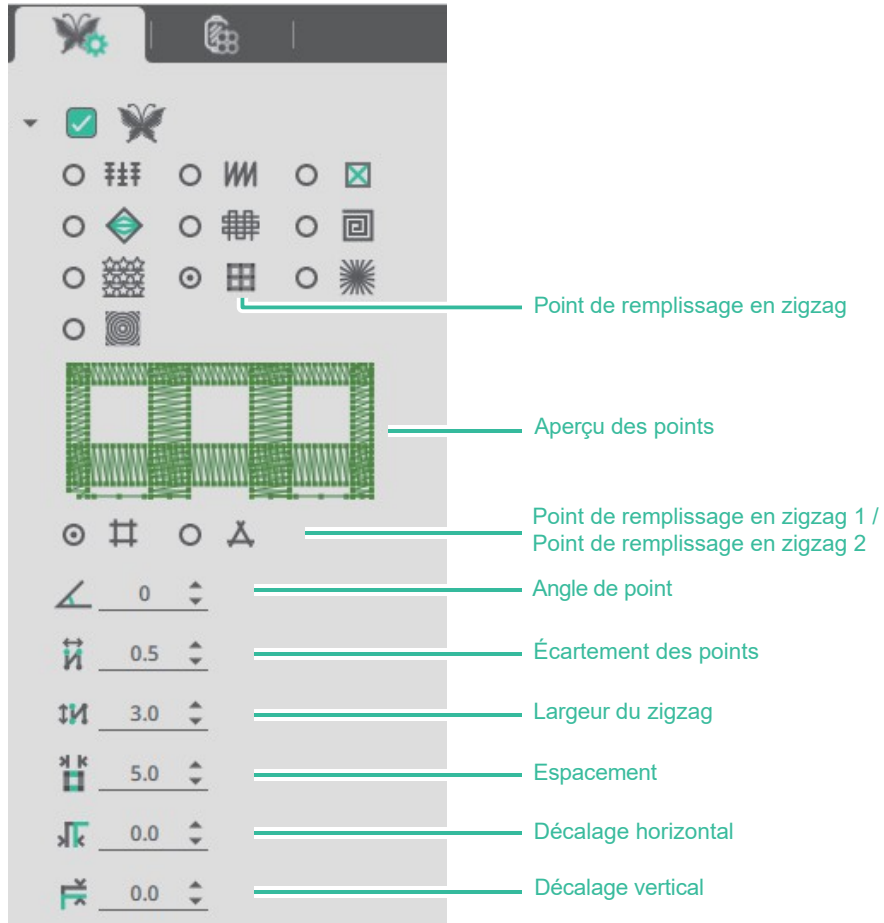 Point de remplissage en zigzag
Aperçu des points
Point de remplissage en zigzag 1 /
Point de remplissage en zigzag 2
0
Angle de point
0.5
Écartement des points
3.0
Largeur du zigzag
5.0
Espacement
0.0
Décalage horizontal
0.0
Décalage vertical